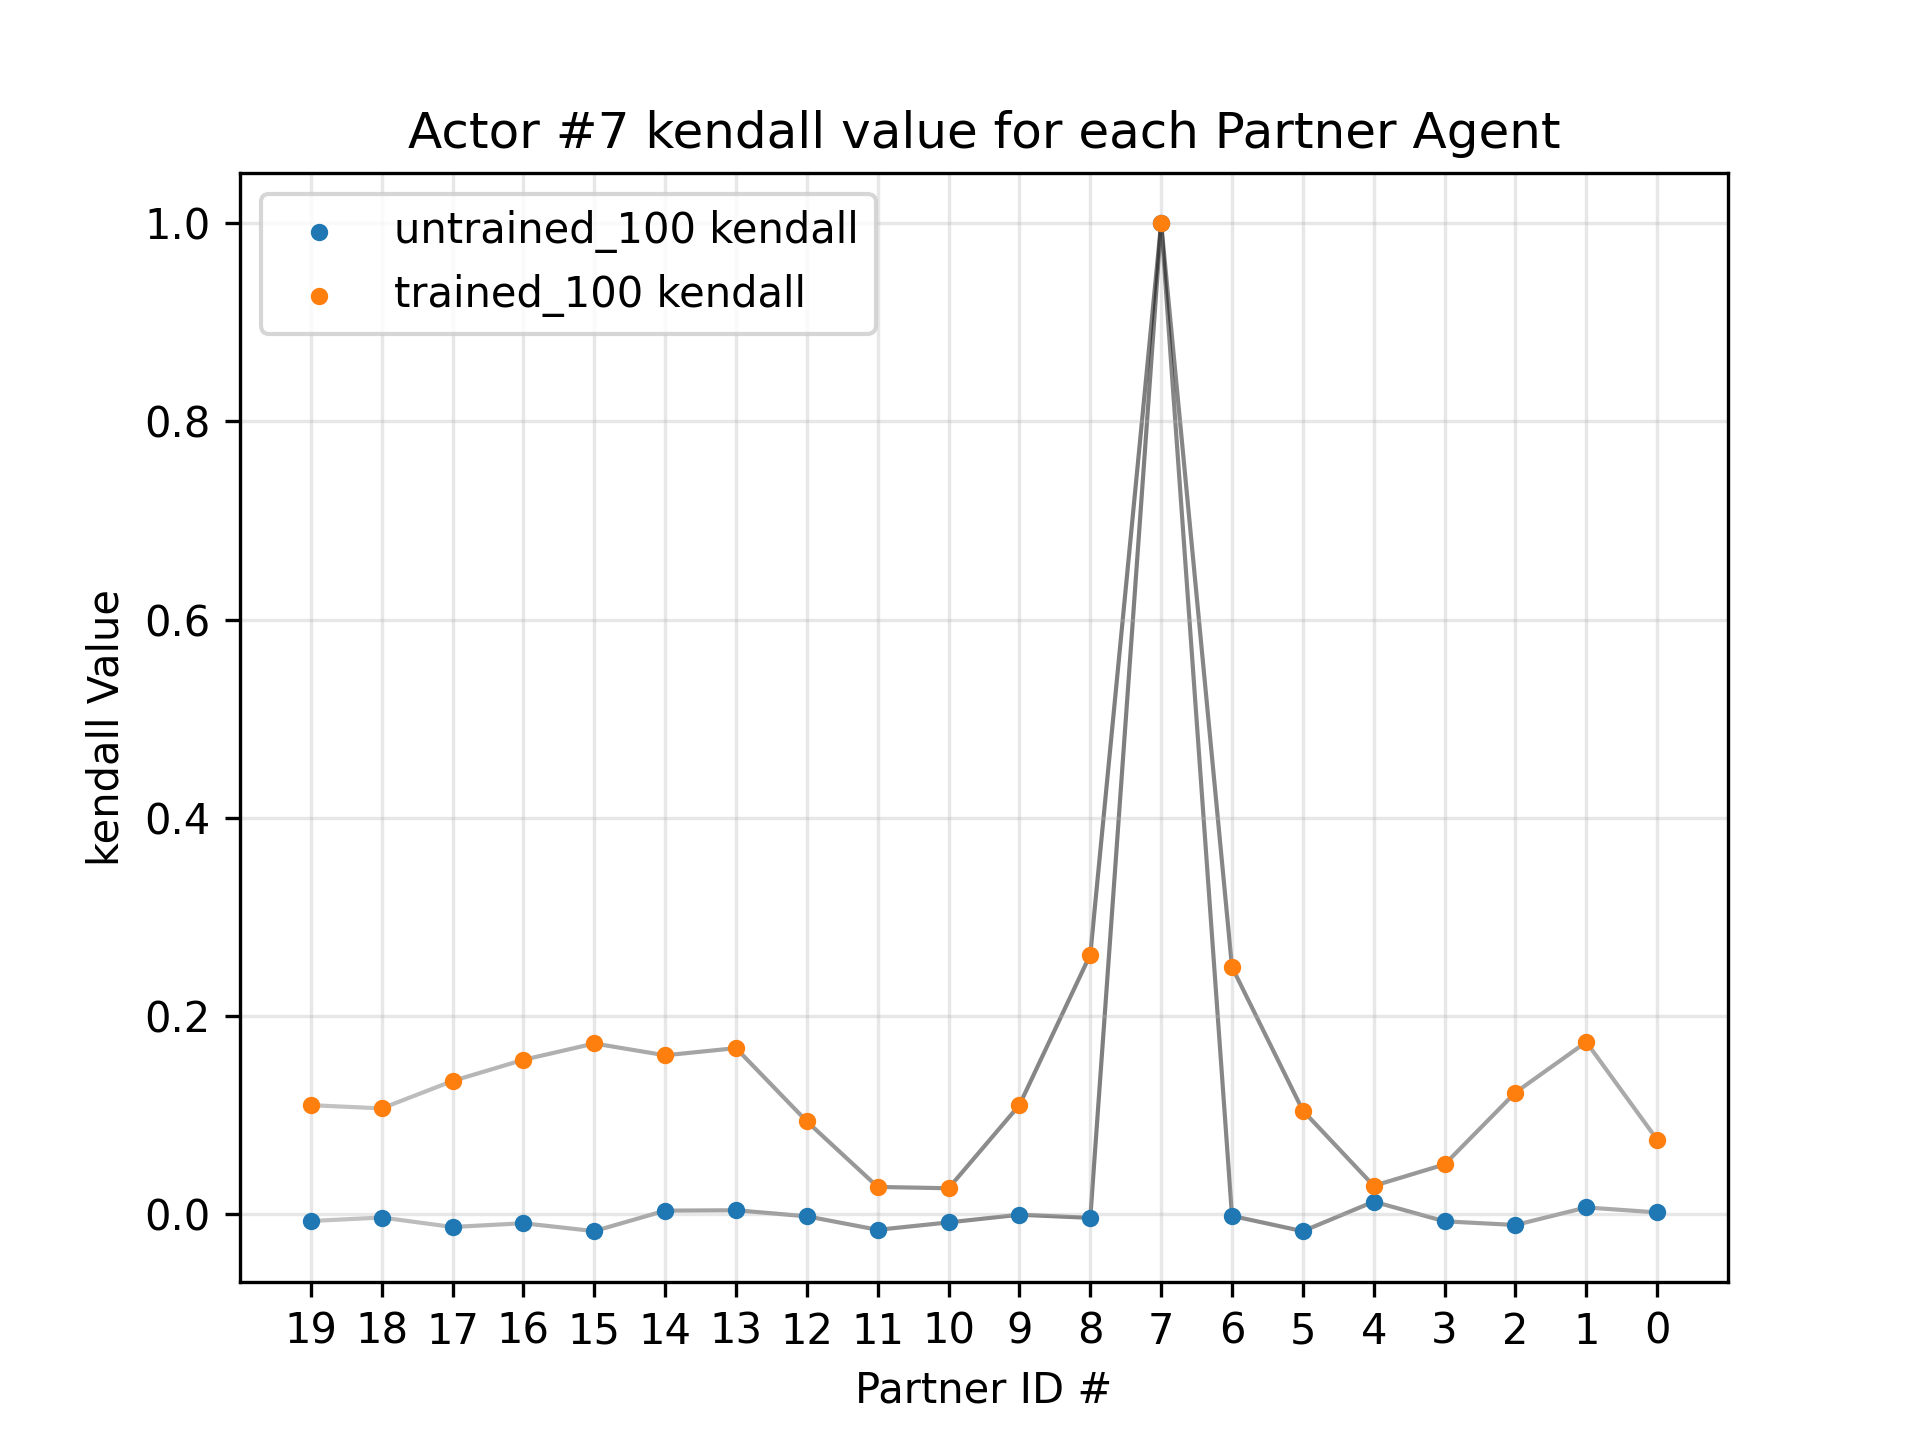 Actor #7 kendall value for each Partner Agent
untrained_100 kendall
trained_100 kendall
1.0
0.8
0.6
0.4
0.2
0.0
kendall Value
19 18 17 16 15 14 13 12 11 10 9 8 7 6 5 4 3 2 1 0
Partner ID #